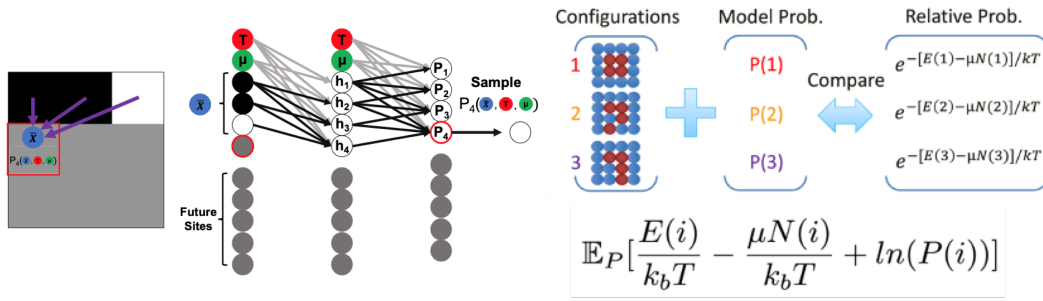 x̄
P₄(x̄, T, μ)
T
μ
x̄
Future
Sites
T
μ
h₁
h₂
h₃
h₄
P₁
P₂
P₃
P₄
Sample
P₄(x̄, T, μ)
Configurations
1
2
3
Model Prob.
P(1)
P(2)
P(3)
Compare
Relative Prob.
e^{-[E(1)−μN(1)]/kT}
e^{-[E(2)−μN(2)]/kT}
e^{-[E(3)−μN(3)]/kT}
𝔼_P[E(i)/k_bT − μN(i)/k_bT + ln(P(i))]